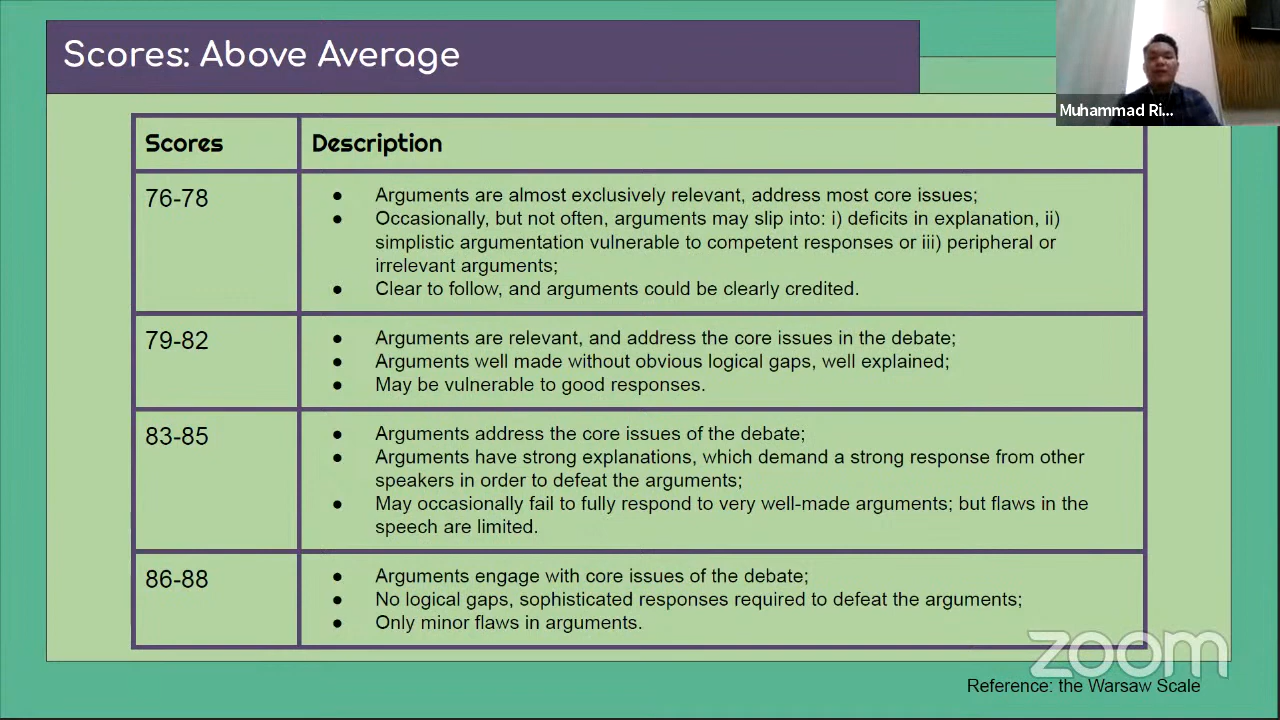 Scores: Above Average
Muhammad Ri...
Scores
Description
76-78
● Arguments are almost exclusively relevant, address most core issues;
● Occasionally, but not often, arguments may slip into: i) deficits in explanation, ii)
simplistic argumentation vulnerable to competent responses or iii) peripheral or
irrelevant arguments;
● Clear to follow, and arguments could be clearly credited.
79-82
● Arguments are relevant, and address the core issues in the debate;
● Arguments well made without obvious logical gaps, well explained;
● May be vulnerable to good responses.
83-85
● Arguments address the core issues of the debate;
● Arguments have strong explanations, which demand a strong response from other
speakers in order to defeat the arguments;
● May occasionally fail to fully respond to very well-made arguments; but flaws in the
speech are limited.
86-88
● Arguments engage with core issues of the debate;
● No logical gaps, sophisticated responses required to defeat the arguments;
● Only minor flaws in arguments.
zoom
Reference: the Warsaw Scale